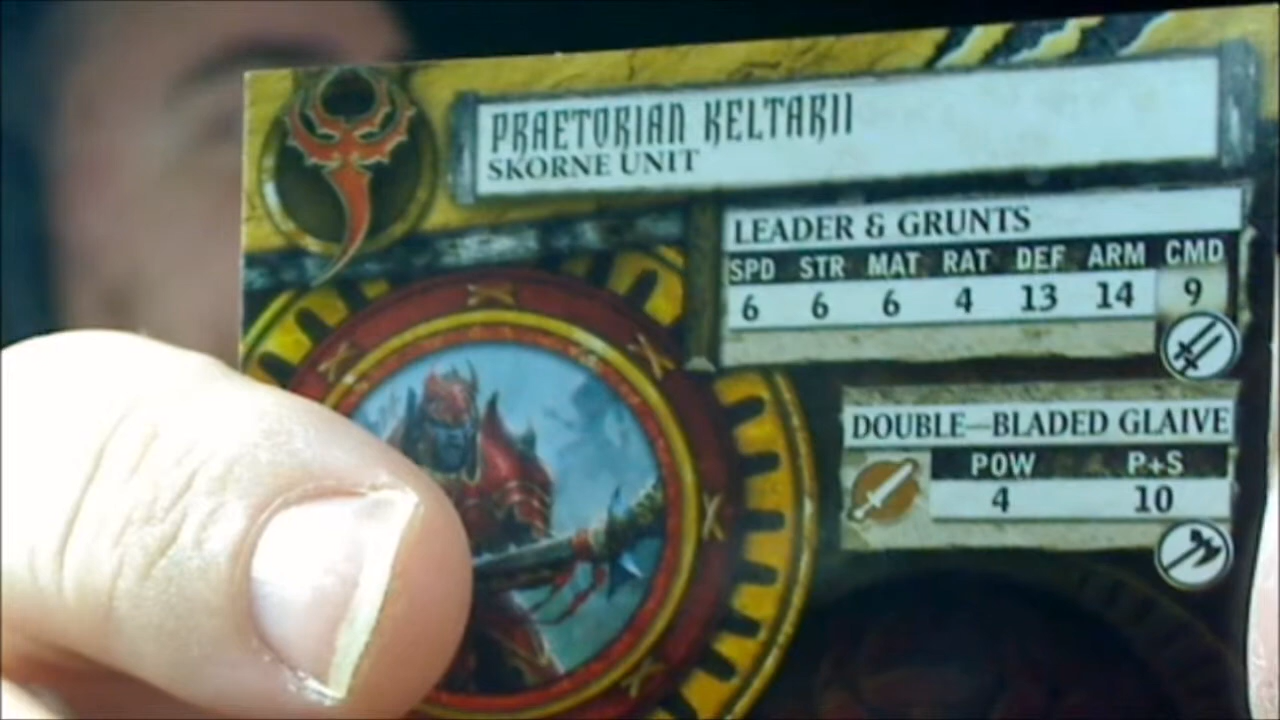 PRAETORIAN KELTARII
SKORNE UNIT
LEADER & GRUNTS
SPD STR MAT RAT DEF ARM CMD
6 6 6 4 13 14 9
DOUBLE—BLADED GLAIVE
POW P+S
4 10